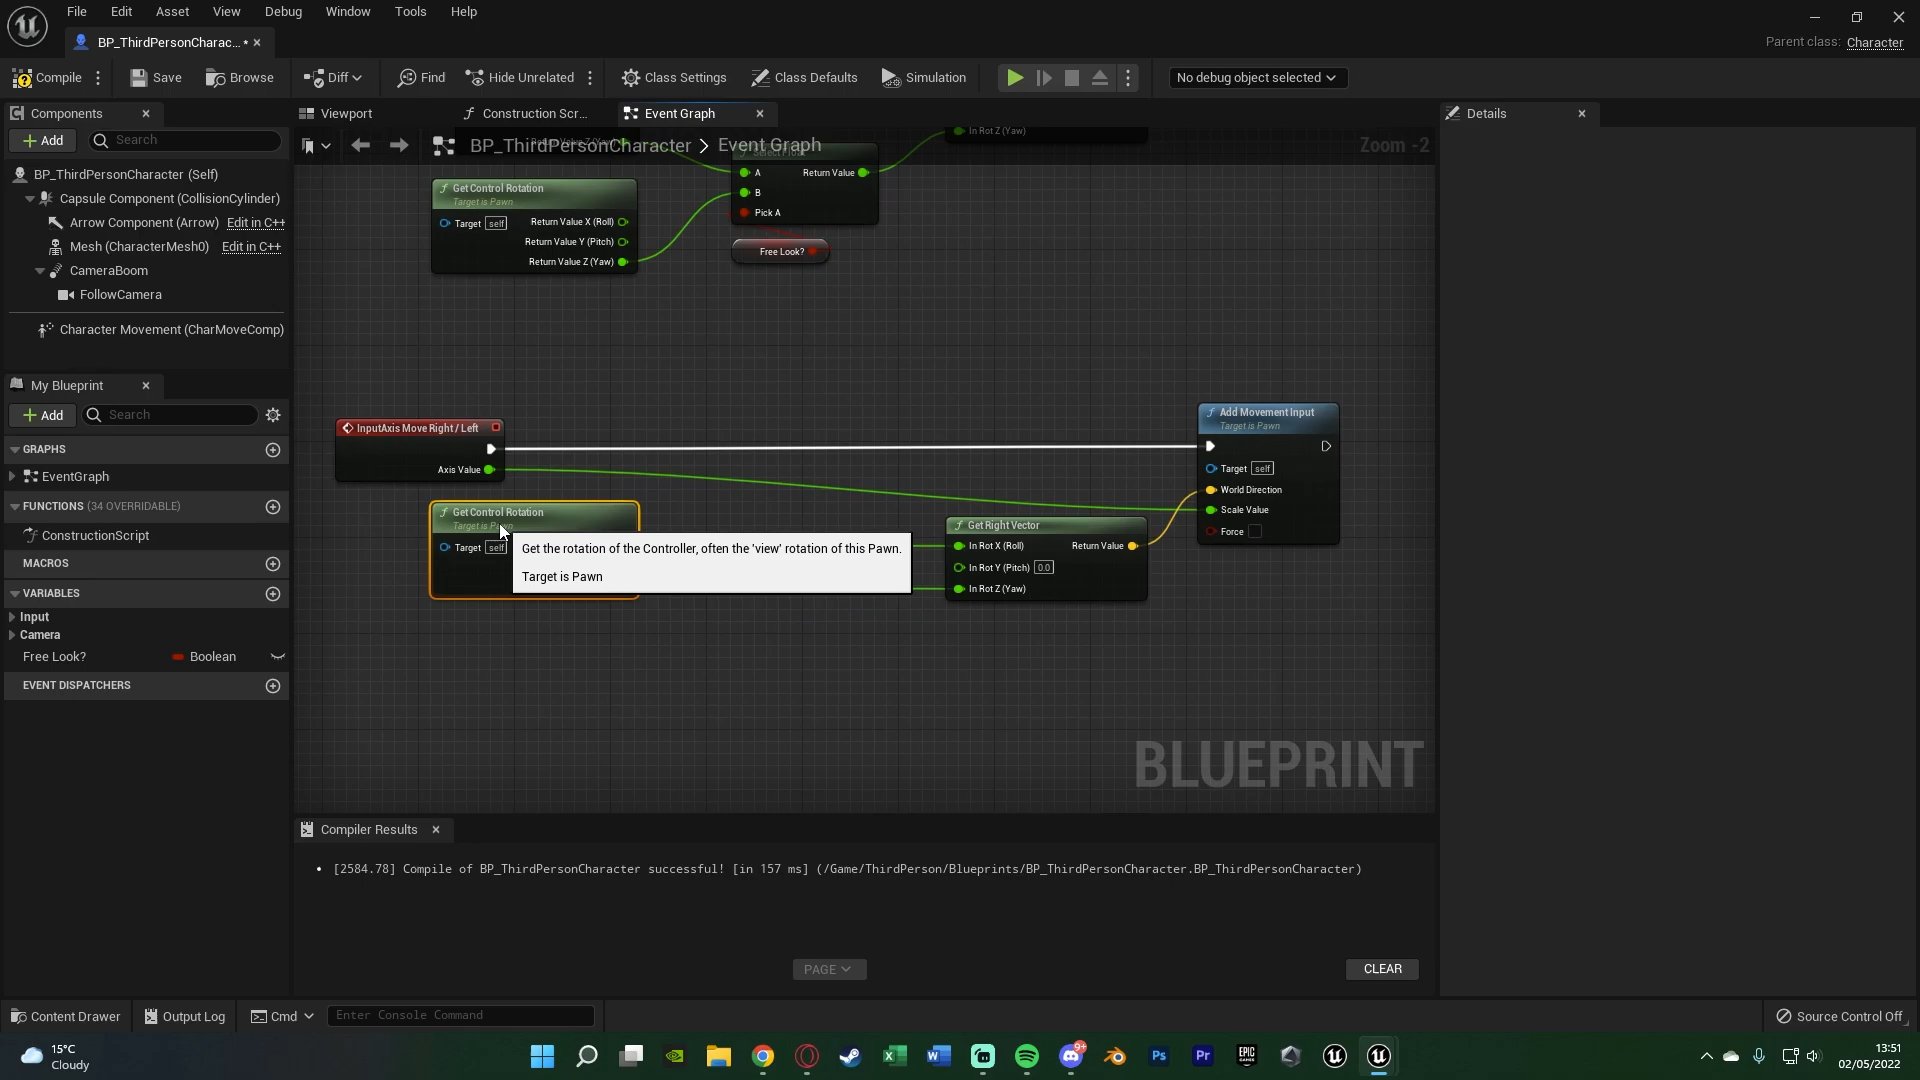 File Edit Asset View Debug Window Tools Help
BP_ThirdPersonCharac... *
Parent class: Character
Compile Save Browse Diff Find Hide Unrelated Class Settings Class Defaults Simulation No debug object selected
Components
Add Search
BP_ThirdPersonCharacter (Self)
Capsule Component (CollisionCylinder)
Arrow Component (Arrow) Edit in C++
Mesh (CharacterMesh0) Edit in C++
CameraBoom
FollowCamera
Character Movement (CharMoveComp)
My Blueprint
Add Search
GRAPHS
EventGraph
FUNCTIONS (34 OVERRIDABLE)
ConstructionScript
MACROS
VARIABLES
Input
Camera
Free Look? Boolean
EVENT DISPATCHERS
Viewport Construction Scr... Event Graph
BP_ThirdPersonCharacter > Event Graph
Zoom -2
Return Value Z (Yaw)
In Rot Z (Yaw)
Get Control Rotation
Target is Pawn
Target self
Return Value X (Roll)
Return Value Y (Pitch)
Return Value Z (Yaw)
A Return Value
B
Pick A
Free Look?
InputAxis Move Right / Left
Axis Value
Get Control Rotation
Target is Pawn
Target self
Get the rotation of the Controller, often the 'view' rotation of this Pawn.
Target is Pawn
Get Right Vector
In Rot X (Roll) Return Value
In Rot Y (Pitch) 0.0
In Rot Z (Yaw)
Add Movement Input
Target is Pawn
Target self
World Direction
Scale Value
Force
BLUEPRINT
Details
Compiler Results
• [2584.78] Compile of BP_ThirdPersonCharacter successful! [in 157 ms] (/Game/ThirdPerson/Blueprints/BP_ThirdPersonCharacter.BP_ThirdPersonCharacter)
PAGE
CLEAR
Content Drawer Output Log Cmd Enter Console Command Source Control Off
15°C
Cloudy
9+
13:51
02/05/2022